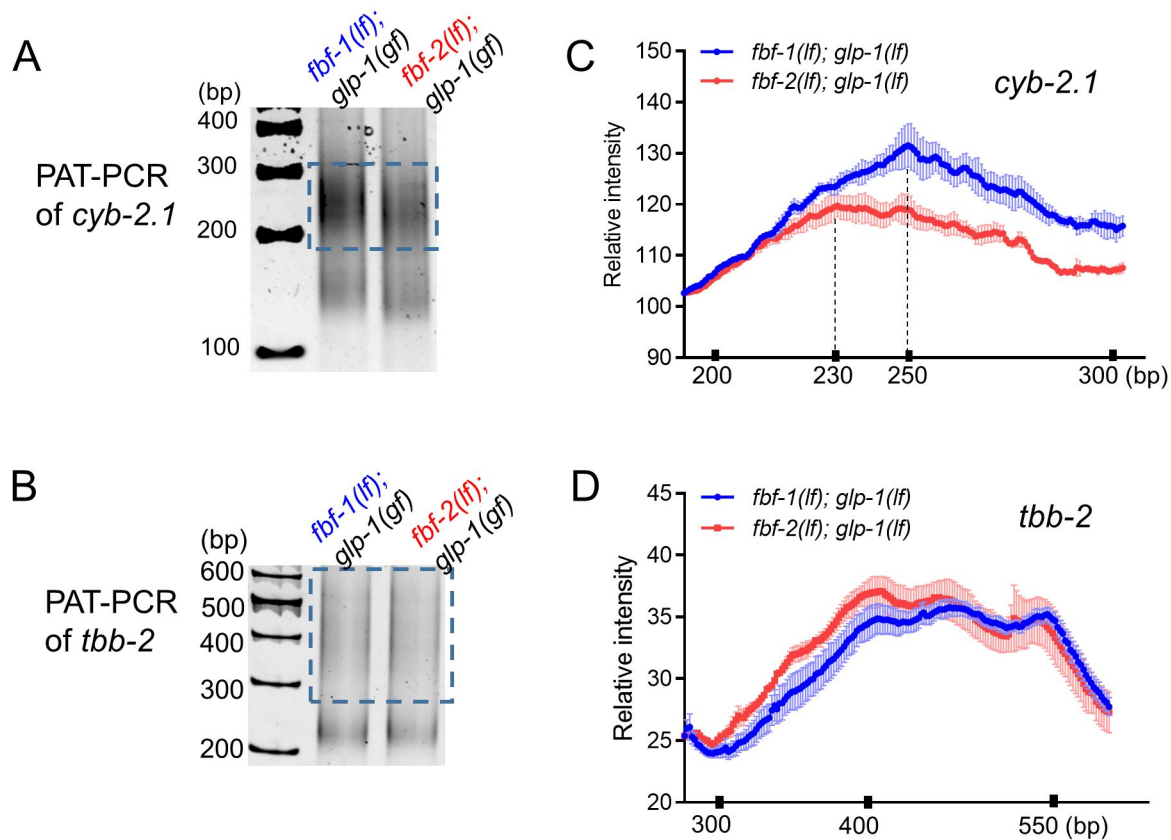 A
fbf-1(lf);
glp-1(gf)
fbf-2(lf);
glp-1(gf)
(bp)
400
300
200
100
PAT-PCR
of cyb-2.1
C
fbf-1(lf); glp-1(lf)
fbf-2(lf); glp-1(lf)
cyb-2.1
Relative intensity
150
140
130
120
110
100
90
200
230
250
300 (bp)
B
fbf-1(lf);
glp-1(gf)
fbf-2(lf);
glp-1(gf)
(bp)
600
500
400
300
200
PAT-PCR
of tbb-2
D
fbf-1(lf); glp-1(lf)
fbf-2(lf); glp-1(lf)
tbb-2
Relative intensity
45
40
35
30
25
20
300
400
550 (bp)